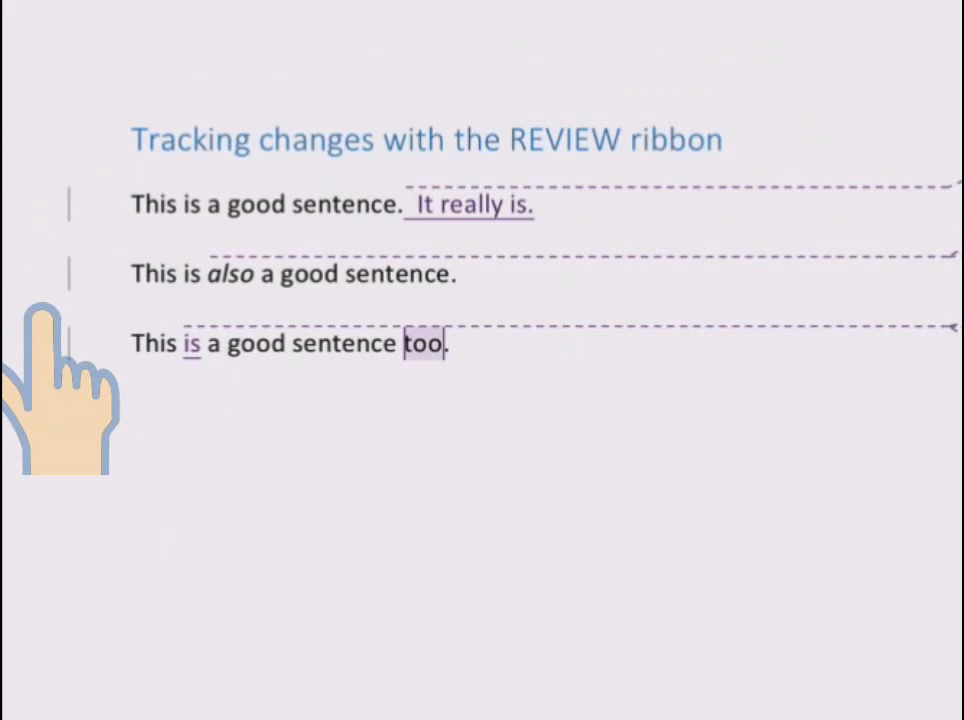 Tracking changes with the REVIEW ribbon
This is a good sentence. It really is.
This is also a good sentence.
This is a good sentence too.